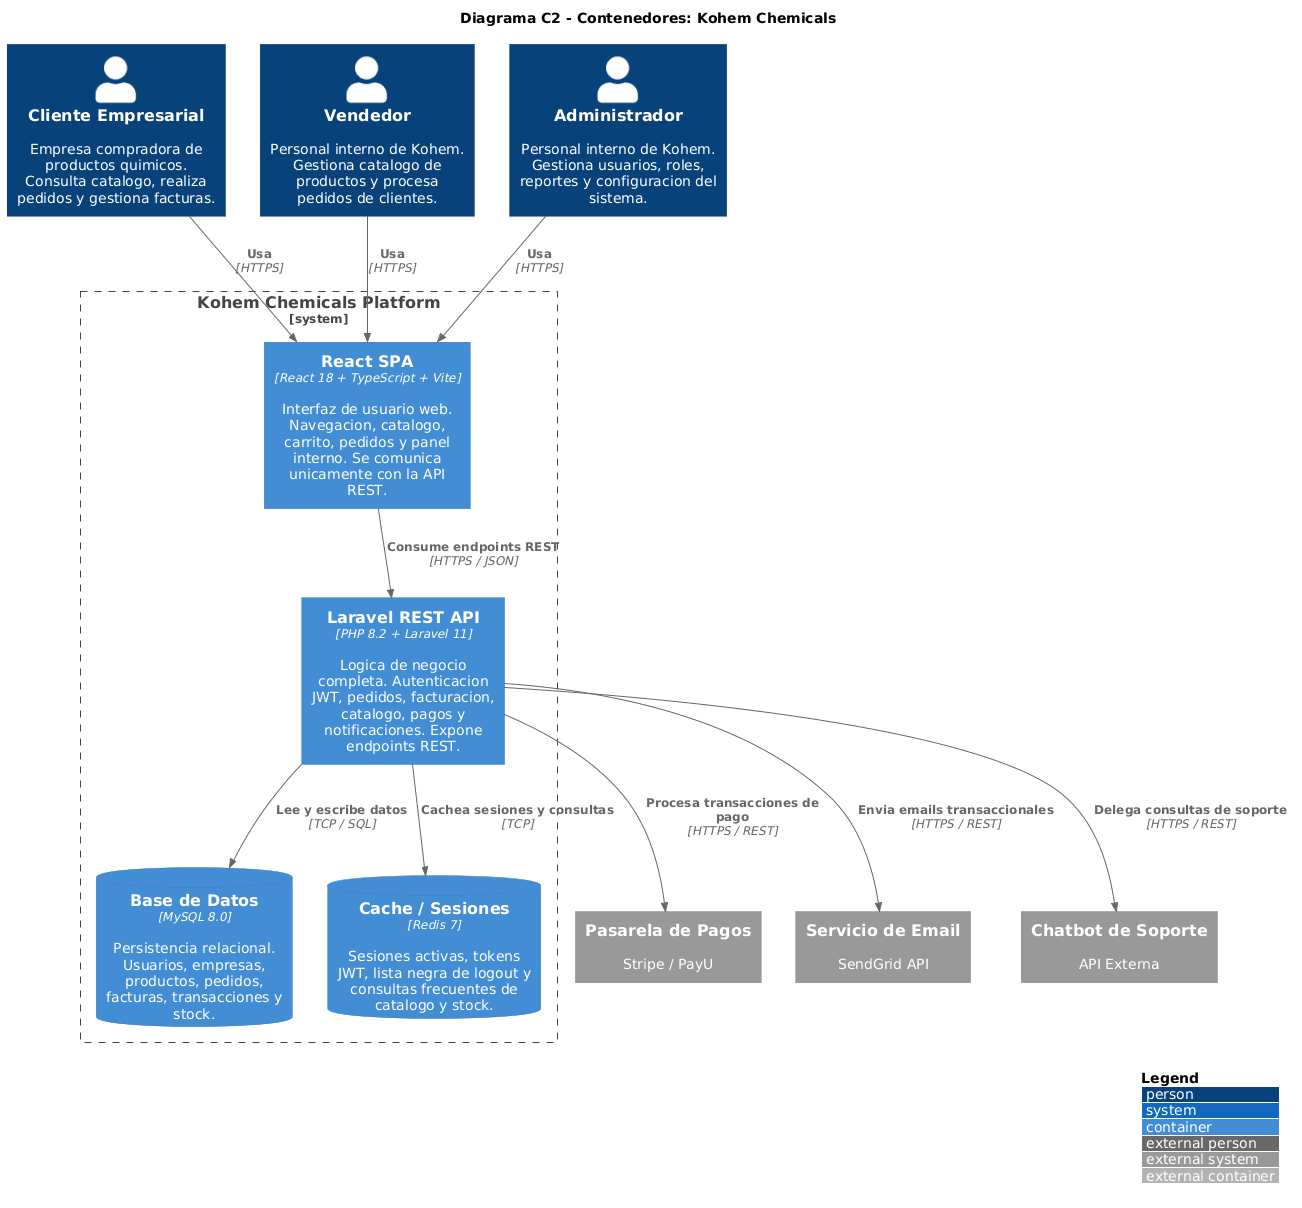 Diagrama C2 - Contenedores: Kohem Chemicals
Cliente Empresarial
Empresa compradora de
productos quimicos.
Consulta catalogo, realiza
pedidos y gestiona facturas.
Vendedor
Personal interno de Kohem.
Gestiona catalogo de
productos y procesa
pedidos de clientes.
Administrador
Personal interno de Kohem.
Gestiona usuarios, roles,
reportes y configuracion del
sistema.
Usa
[HTTPS]
Usa
[HTTPS]
Usa
[HTTPS]
Kohem Chemicals Platform
[system]
React SPA
[React 18 + TypeScript + Vite]
Interfaz de usuario web.
Navegacion, catalogo,
carrito, pedidos y panel
interno. Se comunica
unicamente con la API
REST.
Consume endpoints REST
[HTTPS / JSON]
Laravel REST API
[PHP 8.2 + Laravel 11]
Logica de negocio
completa. Autenticacion
JWT, pedidos, facturacion,
catalogo, pagos y
notificaciones. Expone
endpoints REST.
Lee y escribe datos
[TCP / SQL]
Cachea sesiones y consultas
[TCP]
Procesa transacciones de
pago
[HTTPS / REST]
Envia emails transaccionales
[HTTPS / REST]
Delega consultas de soporte
[HTTPS / REST]
Base de Datos
[MySQL 8.0]
Persistencia relacional.
Usuarios, empresas,
productos, pedidos,
facturas, transacciones y
stock.
Cache / Sesiones
[Redis 7]
Sesiones activas, tokens
JWT, lista negra de logout y
consultas frecuentes de
catalogo y stock.
Pasarela de Pagos
Stripe / PayU
Servicio de Email
SendGrid API
Chatbot de Soporte
API Externa
Legend
person
system
container
external person
external system
external container